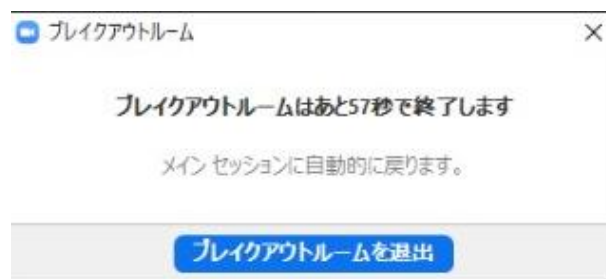 ブレイクアウトルーム
ブレイクアウトルームはあと57秒で終了します
メイン セッションに自動的に戻ります。
ブレイクアウトルームを退出